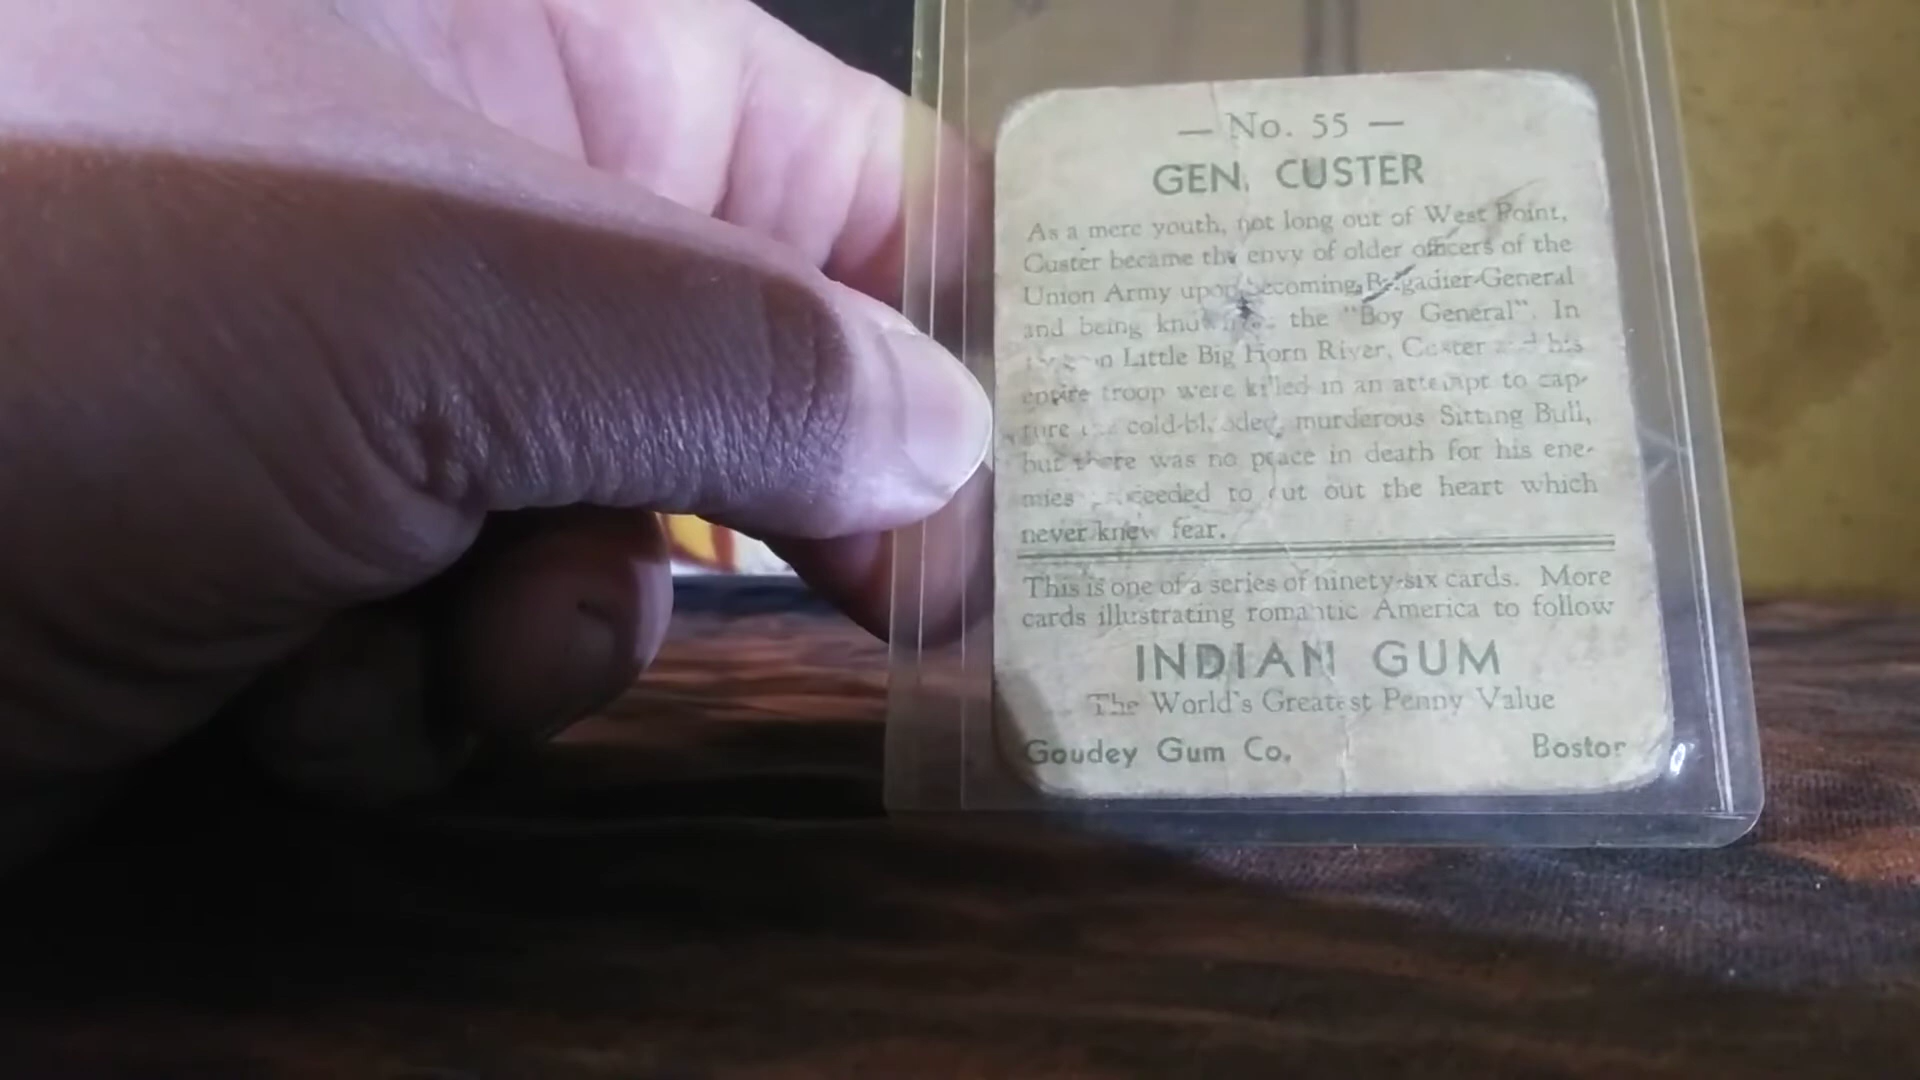 — No. 55 —
GEN. CUSTER
As a mere youth, not long out of West Point,
Custer became the envy of older officers of the
Union Army upon becoming Brigadier-General
and being the "Boy General". In
Little Big Horn River, Custer and his
entire troop were killed in an attempt to cap-
ture cold-blooded, murderous Sitting Bull,
but there was no peace in death for his ene-
mies to cut out the heart which
never knew fear.
This is one of a series of ninety-six cards. More
cards illustrating romantic America to follow
INDIAN GUM
The World's Greatest Penny Value
Goudey Gum Co. Boston